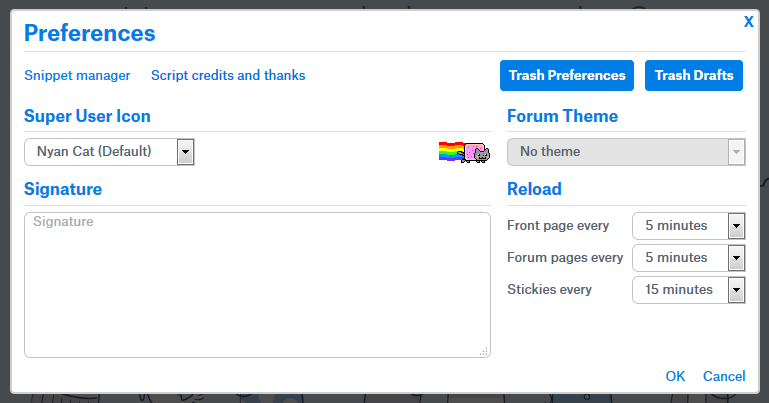 X
Preferences
Snippet manager Script credits and thanks Trash Preferences Trash Drafts
Super User Icon
Nyan Cat (Default)
Forum Theme
No theme
Signature
Signature
Reload
Front page every 5 minutes
Forum pages every 5 minutes
Stickies every 15 minutes
OK Cancel